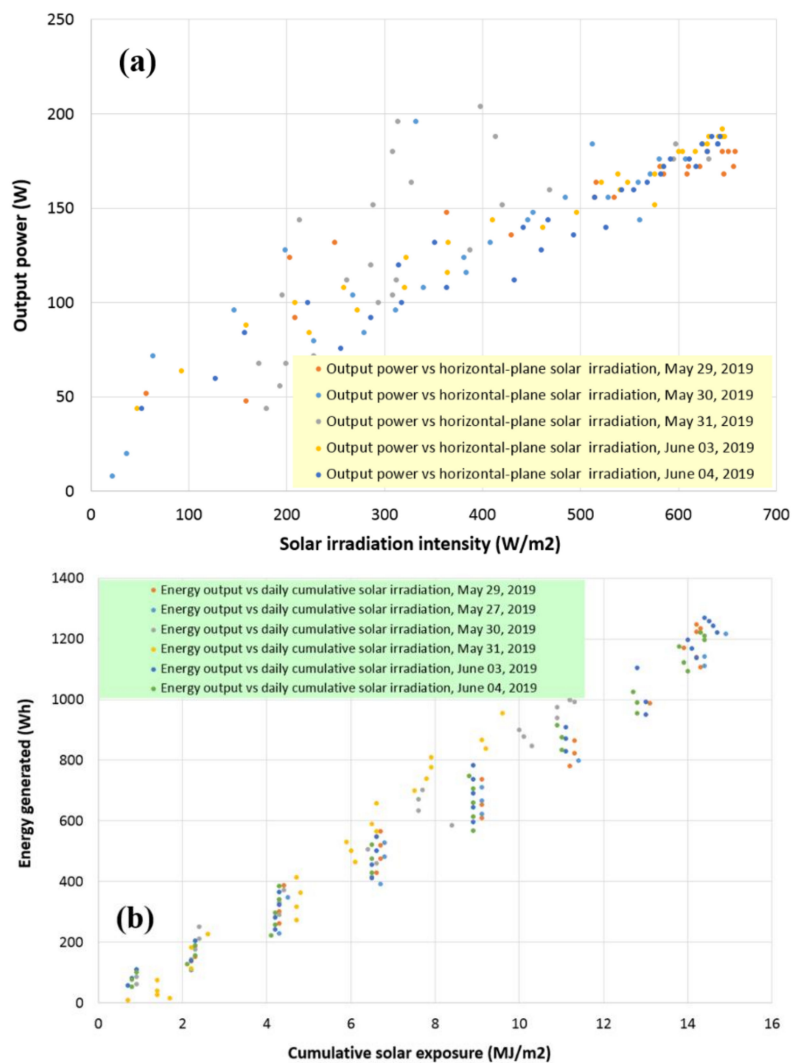 250
(a)
200
150
100
50
0
Output power (W)
Output power vs horizontal-plane solar irradiation, May 29, 2019
Output power vs horizontal-plane solar irradiation, May 30, 2019
Output power vs horizontal-plane solar irradiation, May 31, 2019
Output power vs horizontal-plane solar irradiation, June 03, 2019
Output power vs horizontal-plane solar irradiation, June 04, 2019
0 100 200 300 400 500 600 700
Solar irradiation intensity (W/m2)
1400
1200
1000
800
600
400
200
0
Energy generated (Wh)
Energy output vs daily cumulative solar irradiation, May 29, 2019
Energy output vs daily cumulative solar irradiation, May 27, 2019
Energy output vs daily cumulative solar irradiation, May 30, 2019
Energy output vs daily cumulative solar irradiation, May 31, 2019
Energy output vs daily cumulative solar irradiation, June 03, 2019
Energy output vs daily cumulative solar irradiation, June 04, 2019
(b)
0 2 4 6 8 10 12 14 16
Cumulative solar exposure (MJ/m2)